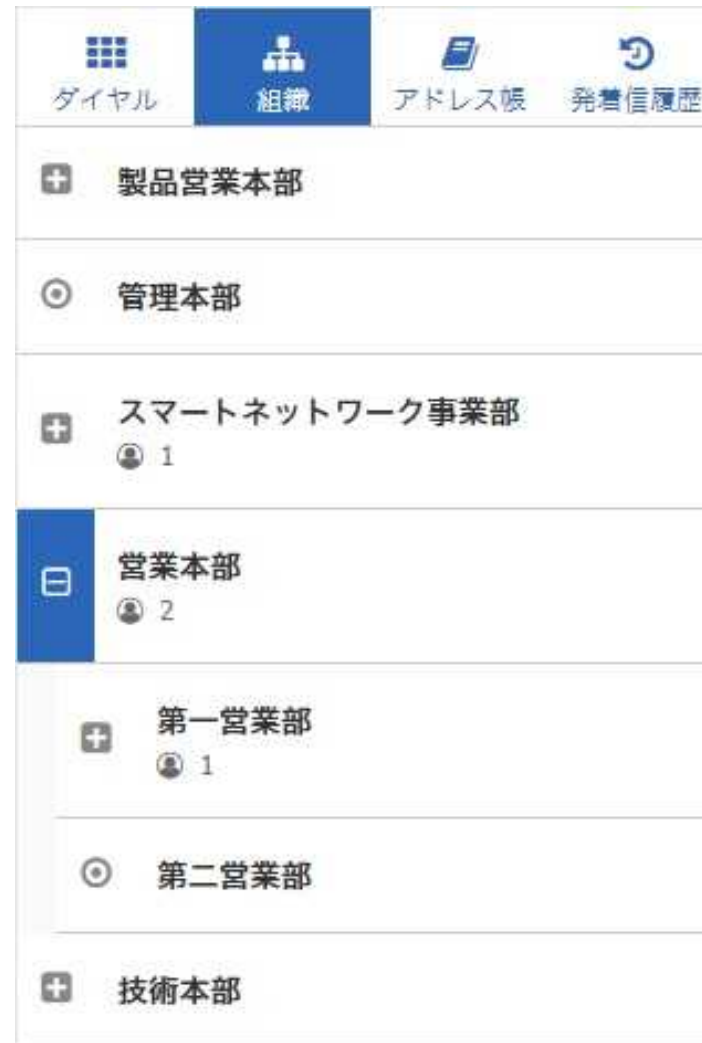 ダイヤル 組織 アドレス帳 発着信履歴
製品営業本部
管理本部
スマートネットワーク事業部
1
営業本部
2
第一営業部
1
第二営業部
技術本部